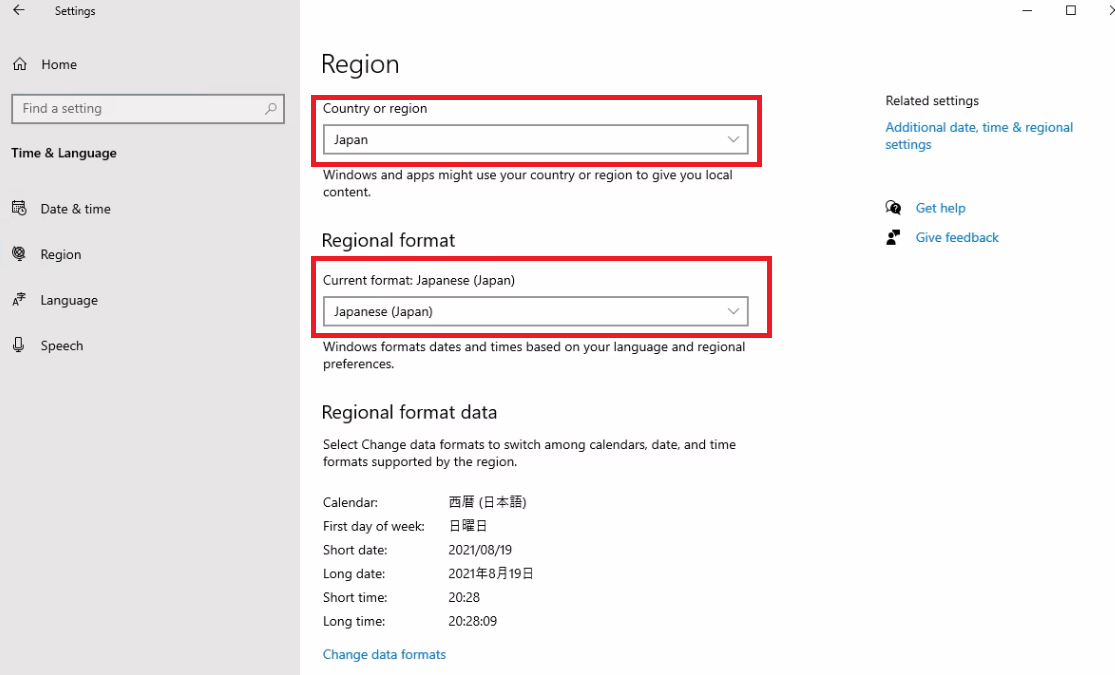 Settings
Home
Find a setting
Time & Language
Date & time
Region
Language
Speech
Region
Country or region
Japan
Windows and apps might use your country or region to give you local
content.
Regional format
Current format: Japanese (Japan)
Japanese (Japan)
Windows formats dates and times based on your language and regional
preferences.
Regional format data
Select Change data formats to switch among calendars, date, and time
formats supported by the region.
Calendar: 西暦 (日本語)
First day of week: 日曜日
Short date: 2021/08/19
Long date: 2021年8月19日
Short time: 20:28
Long time: 20:28:09
Change data formats
Related settings
Additional date, time & regional
settings
Get help
Give feedback